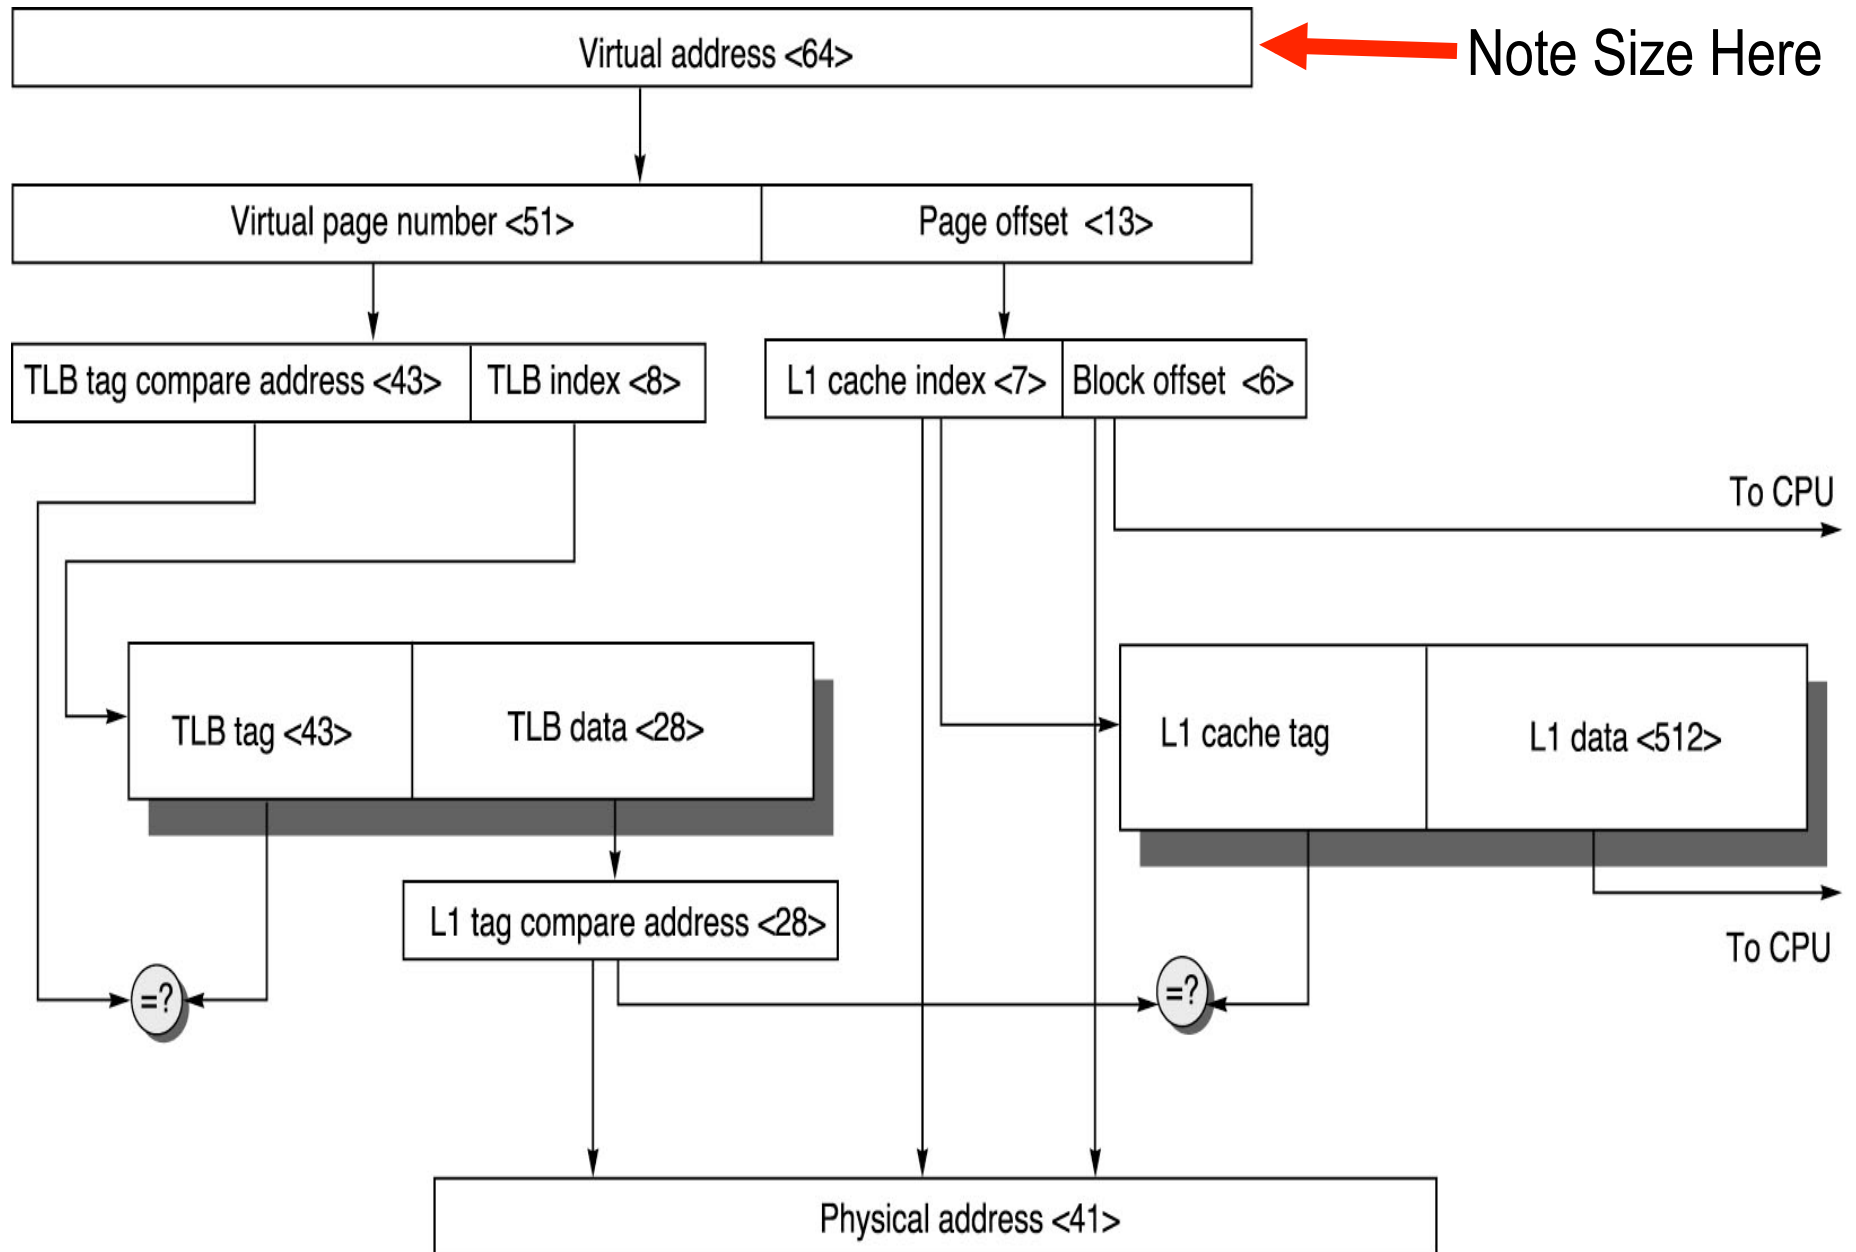 Virtual address <64>
Note Size Here
Virtual page number <51>
Page offset <13>
TLB tag compare address <43>
TLB index <8>
L1 cache index <7>
Block offset <6>
To CPU
TLB tag <43>
TLB data <28>
L1 cache tag
L1 data <512>
L1 tag compare address <28>
To CPU
=?
=?
Physical address <41>